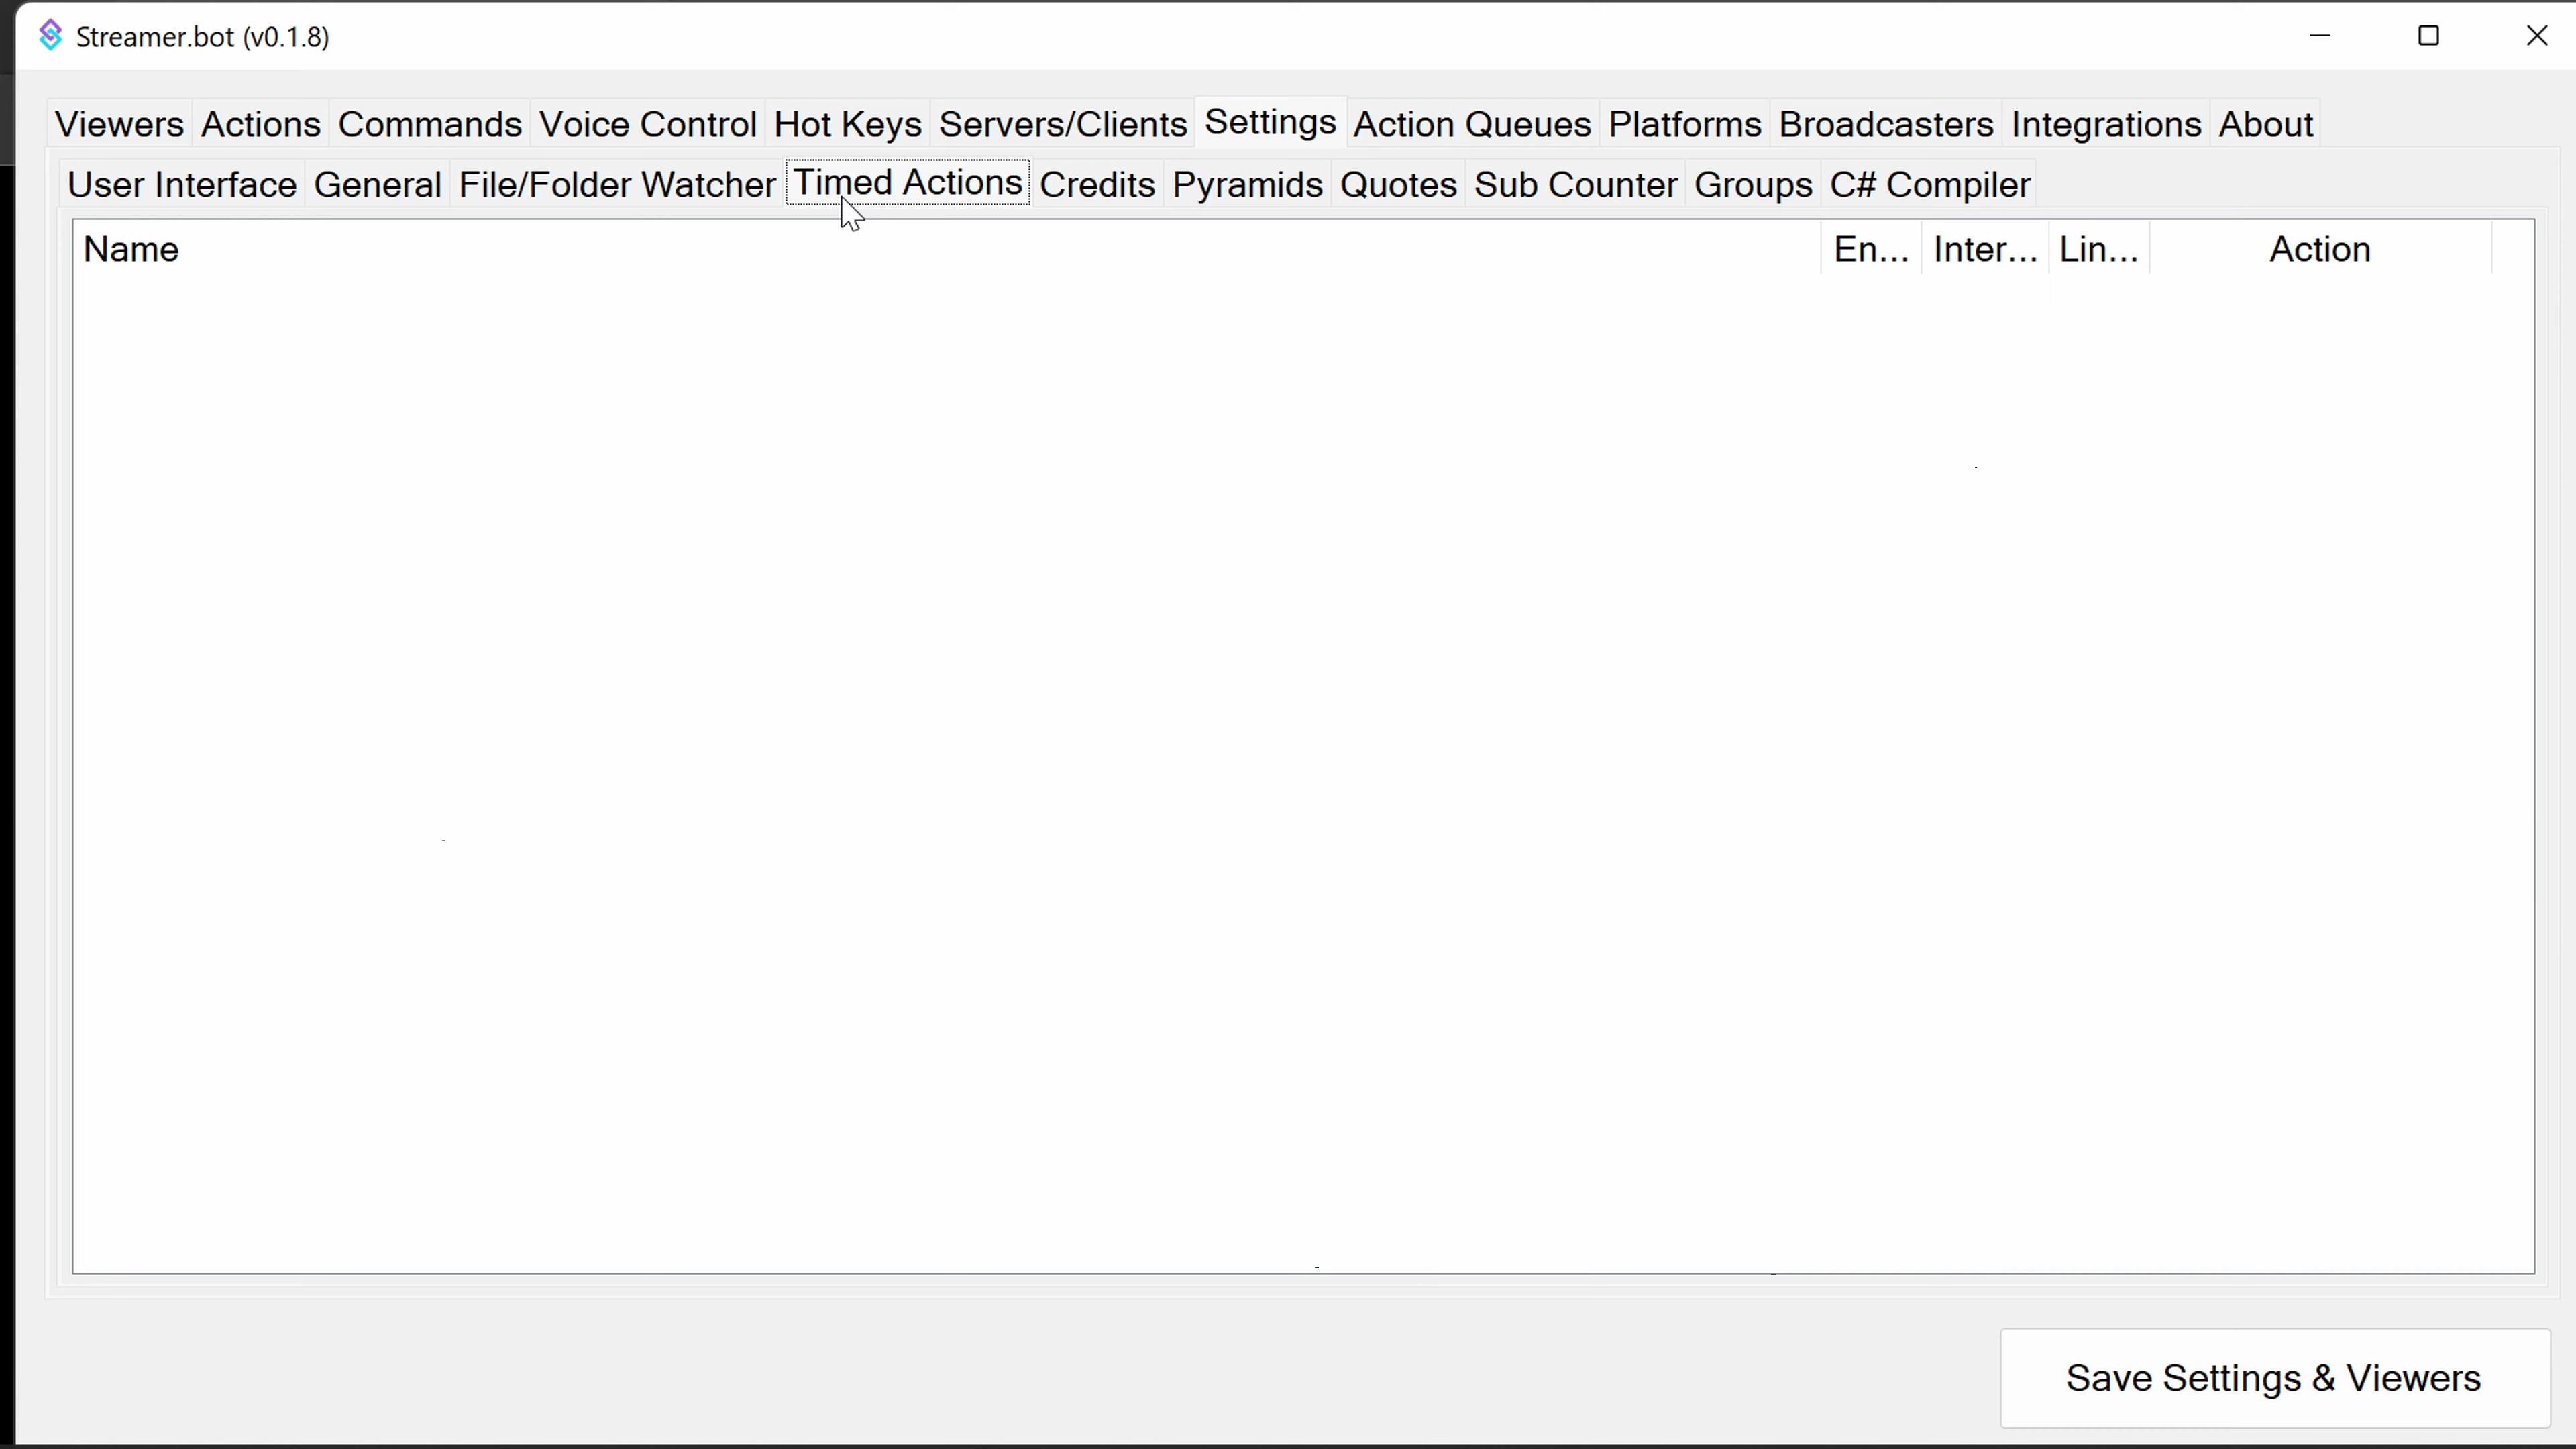 Streamer.bot (v0.1.8)
Viewers Actions Commands Voice Control Hot Keys Servers/Clients Settings Action Queues Platforms Broadcasters Integrations About
User Interface General File/Folder Watcher Timed Actions Credits Pyramids Quotes Sub Counter Groups C# Compiler
Name En... Inter... Lin... Action
Save Settings & Viewers